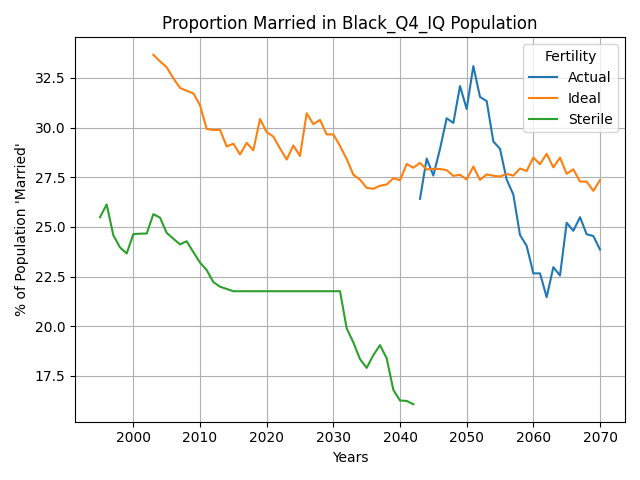 Proportion Married in Black_Q4_IQ Population
% of Population 'Married'
32.5
30.0
27.5
25.0
22.5
20.0
17.5
Fertility
Actual
Ideal
Sterile
2000
2010
2020
2030
2040
2050
2060
2070
Years